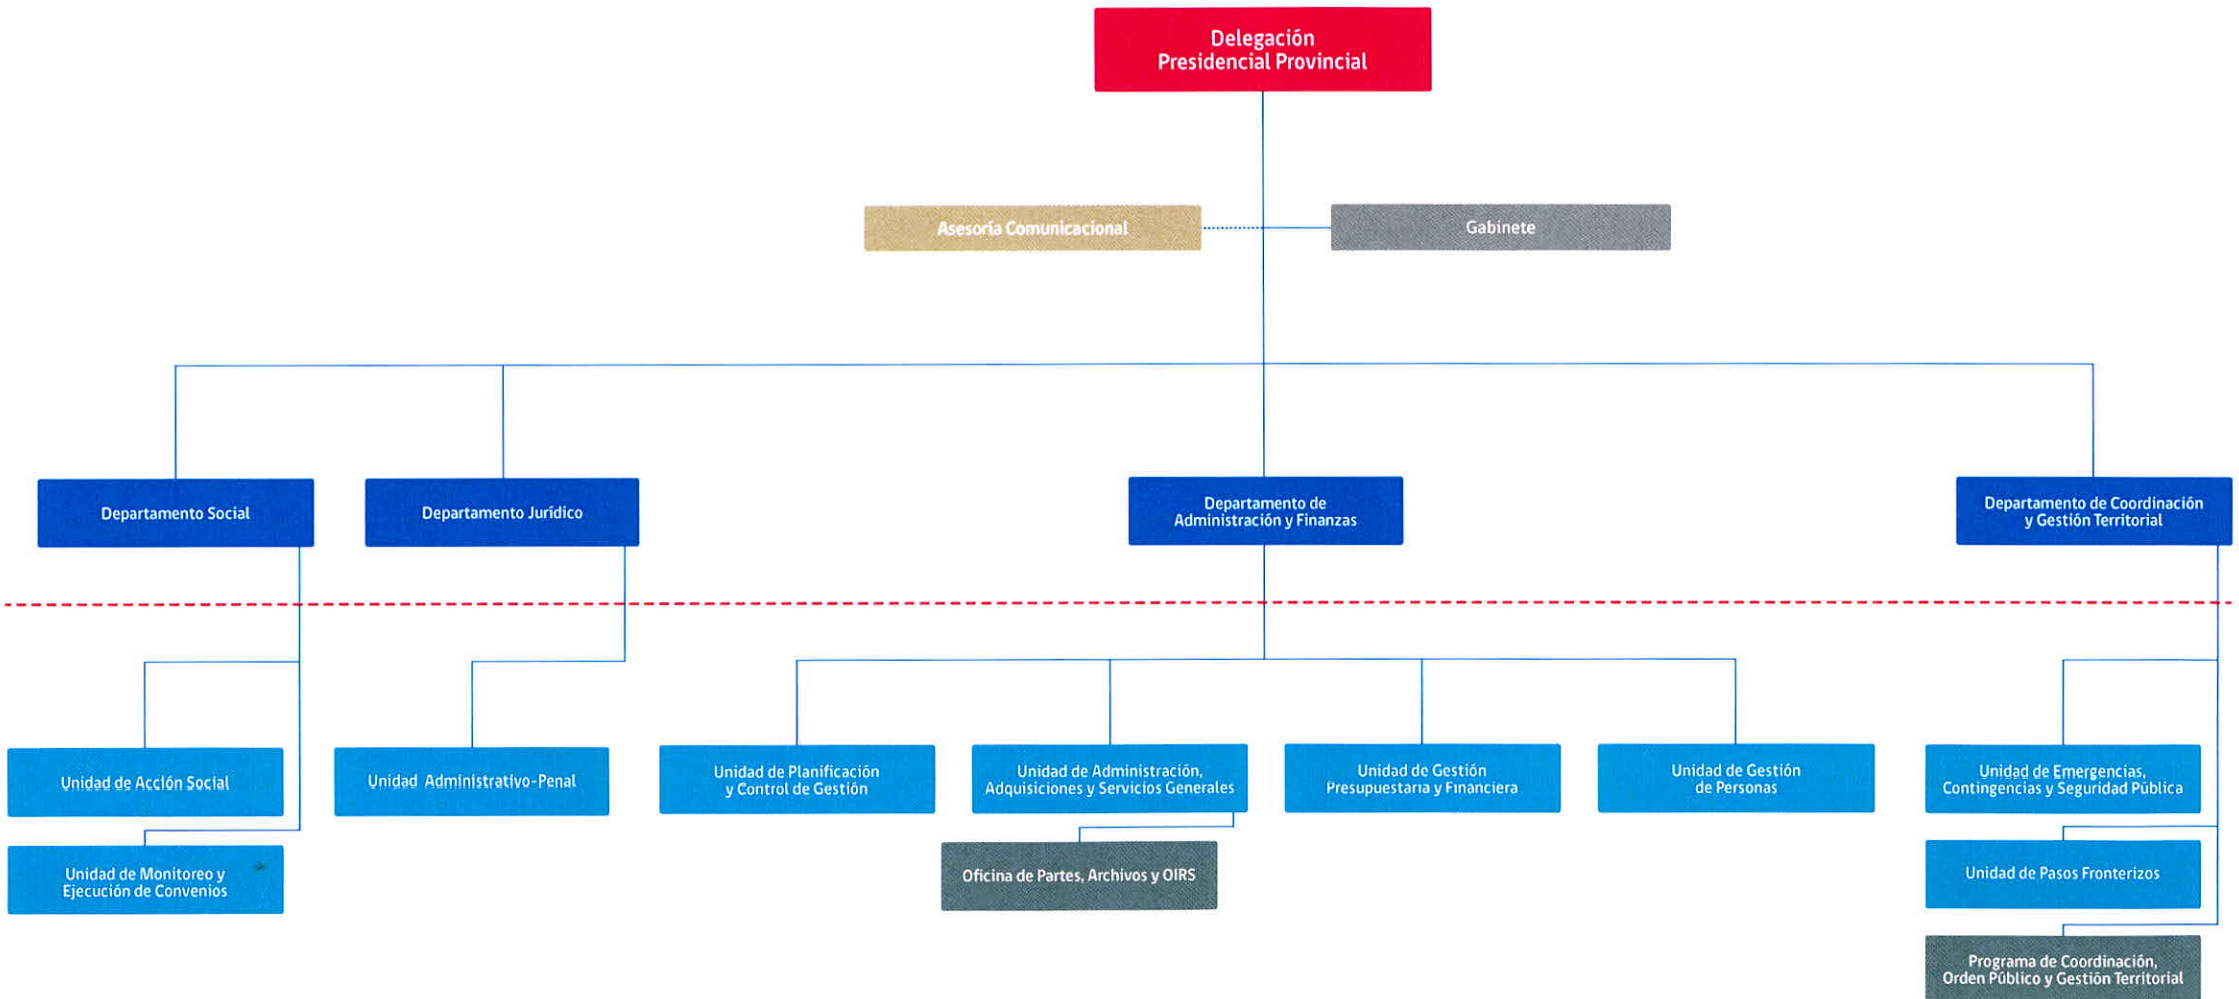 Delegación
Presidencial Provincial
Asesoría Comunicacional
Gabinete
Departamento Social
Departamento Jurídico
Departamento de
Administración y Finanzas
Departamento de Coordinación
y Gestión Territorial
Unidad de Acción Social
Unidad Administrativo-Penal
Unidad de Planificación
y Control de Gestión
Unidad de Administración,
Adquisiciones y Servicios Generales
Unidad de Gestión
Presupuestaria y Financiera
Unidad de Gestión
de Personas
Unidad de Emergencias,
Contingencias y Seguridad Pública
Unidad de Monitoreo y
Ejecución de Convenios
Oficina de Partes, Archivos y OIRS
Unidad de Pasos Fronterizos
Programa de Coordinación,
Orden Público y Gestión Territorial